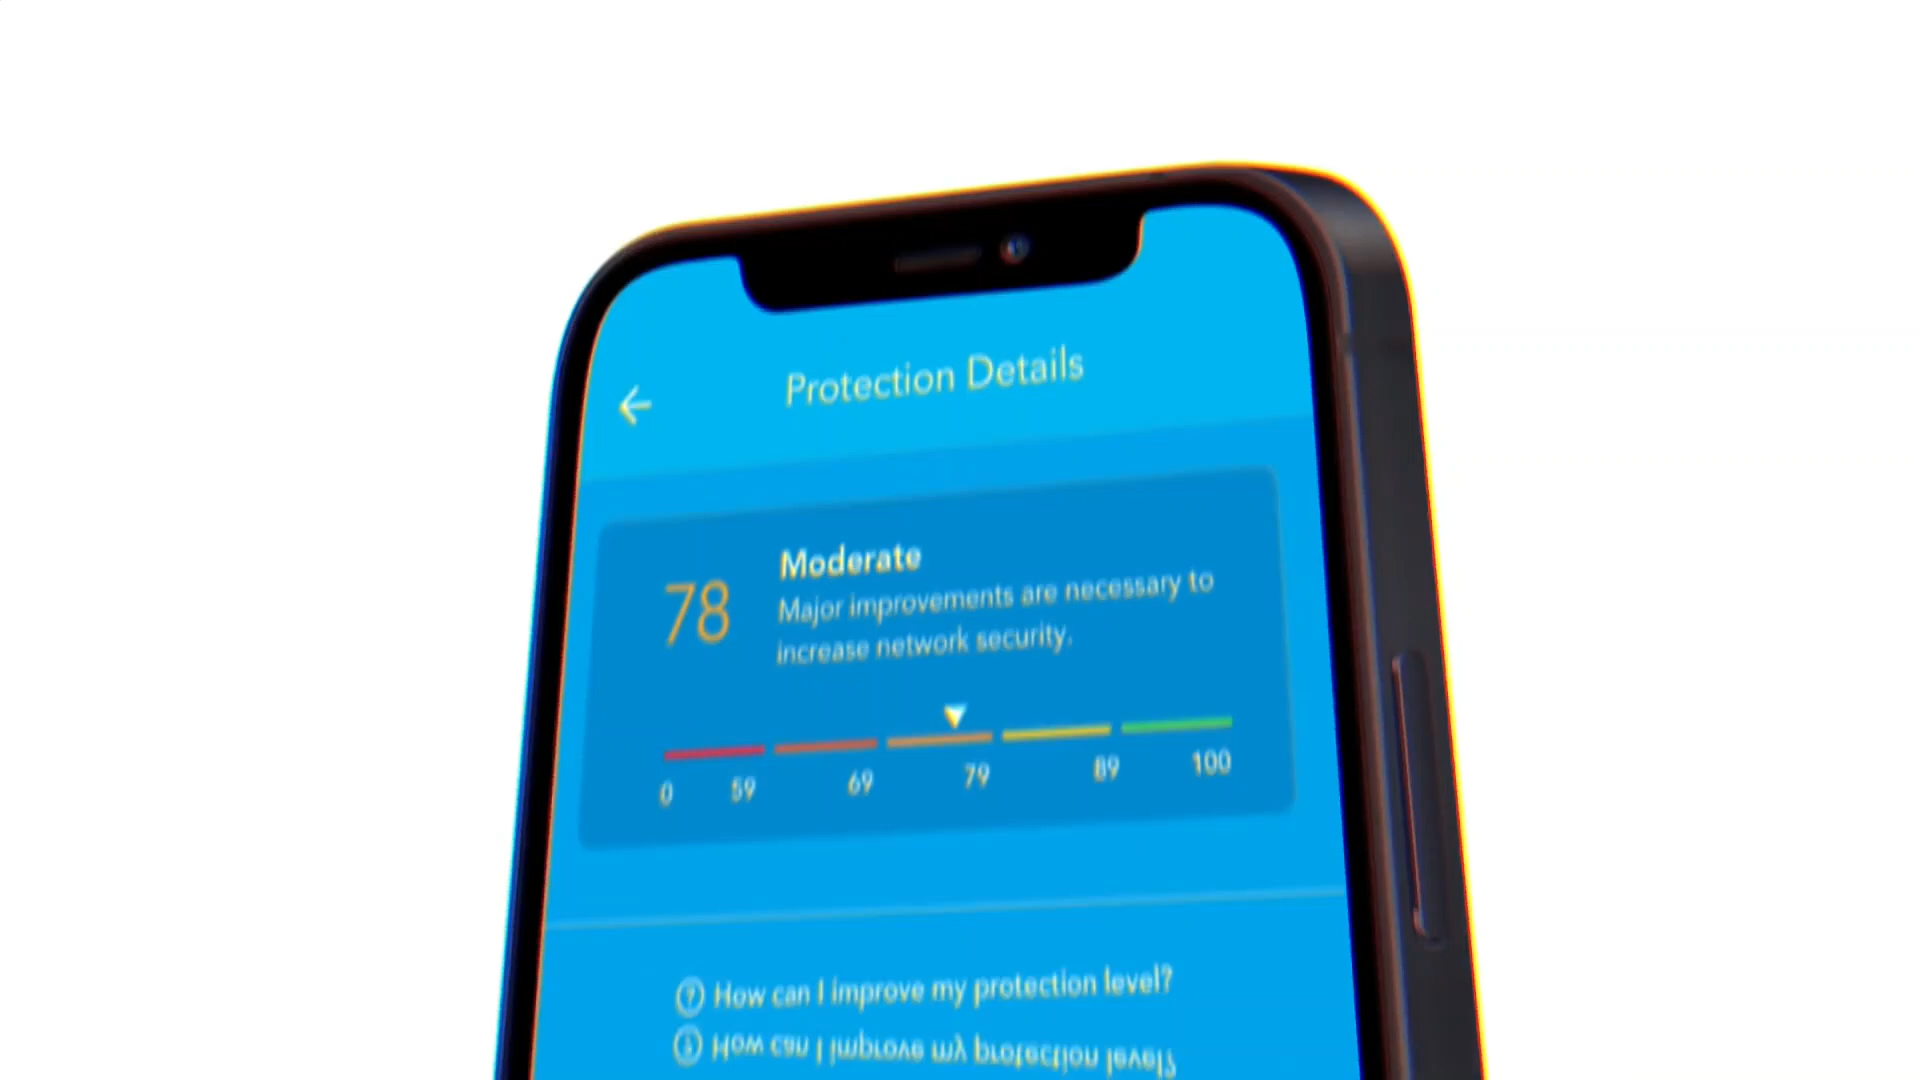 Protection Details
78
Moderate
Major improvements are necessary to
increase network security.
0 59 69 79 89 100
How can I improve my protection level?
How can I improve my protection level?